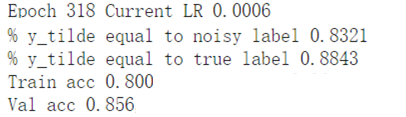 Epoch 318 Current LR 0.0006
% y_tilde equal to noisy label 0.8321
% y_tilde equal to true label 0.8843
Train acc 0.800
Val acc 0.856